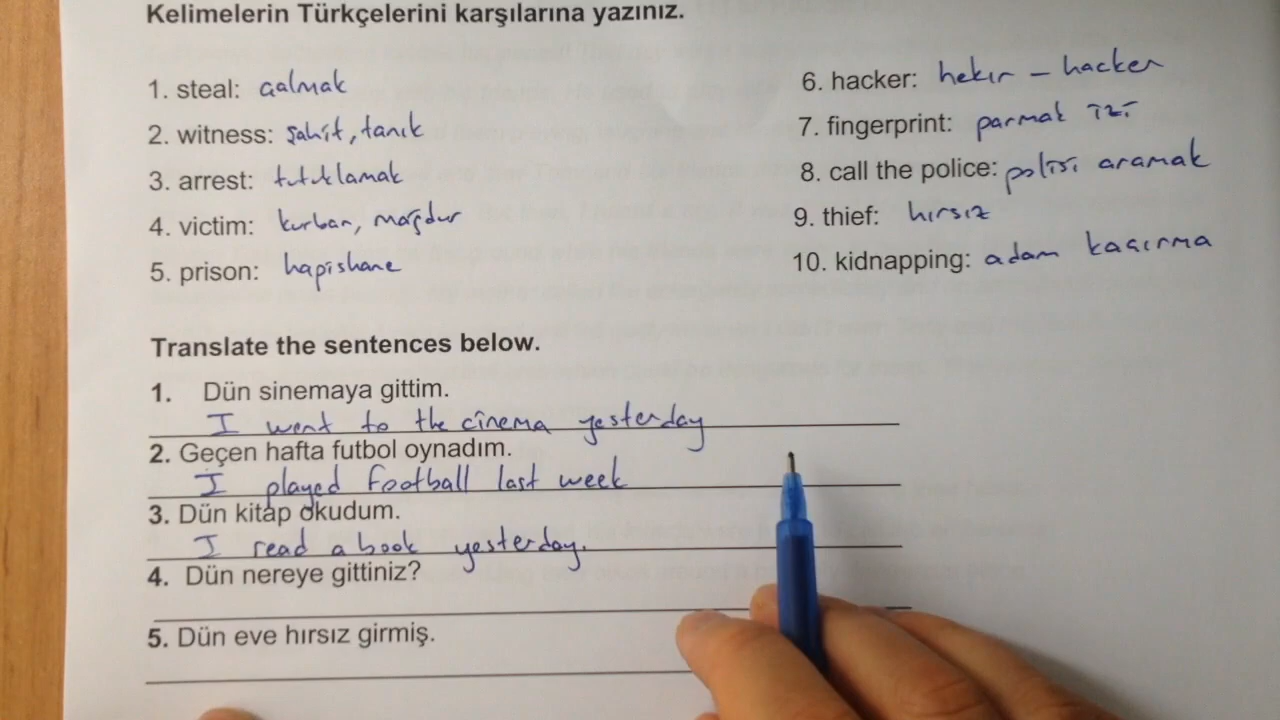 Kelimelerin Türkçelerini karşılarına yazınız.
1. steal: çalmak
2. witness: şahit, tanık
3. arrest: tutuklamak
4. victim: kurban, mağdur
5. prison: hapishane
6. hacker: hekır – hacker
7. fingerprint: parmak izi
8. call the police: polisi aramak
9. thief: hırsız
10. kidnapping: adam kaçırma
Translate the sentences below.
1. Dün sinemaya gittim.
I went to the cinema yesterday
2. Geçen hafta futbol oynadım.
I played football last week
3. Dün kitap okudum.
I read a book yesterday.
4. Dün nereye gittiniz?
5. Dün eve hırsız girmiş.